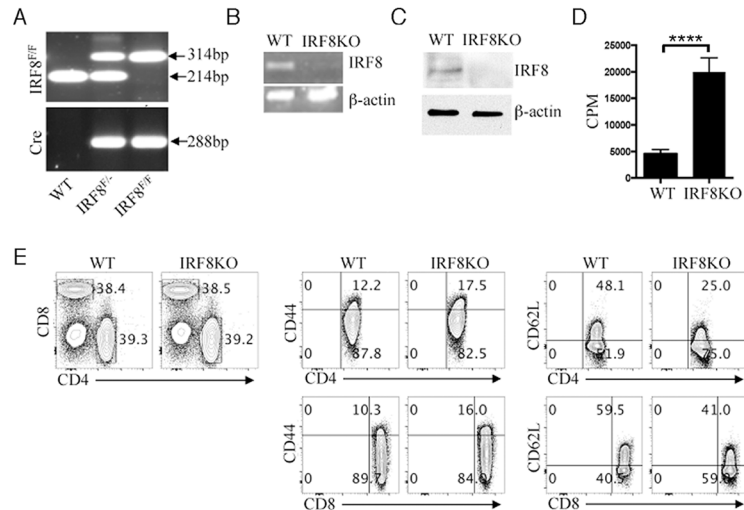 A
IRF8F/F
314bp
214bp
Cre
288bp
WT IRF8F/- IRF8F/F
B
WT IRF8KO
IRF8
β-actin
C
WT IRF8KO
IRF8
β-actin
D
****
CPM
25000
20000
15000
10000
5000
0
WT IRF8KO
E
WT IRF8KO
CD8
38.4 38.5
39.3 39.2
CD4
WT IRF8KO
CD44
0 12.2 0 17.5
0 87.8 0 82.5
CD4
CD44
0 10.3 0 16.0
0 89.7 0 84.0
CD8
WT IRF8KO
CD62L
0 48.1 0 25.0
0 51.9 0 75.0
CD4
CD62L
0 59.5 0 41.0
0 40.5 0
CD8